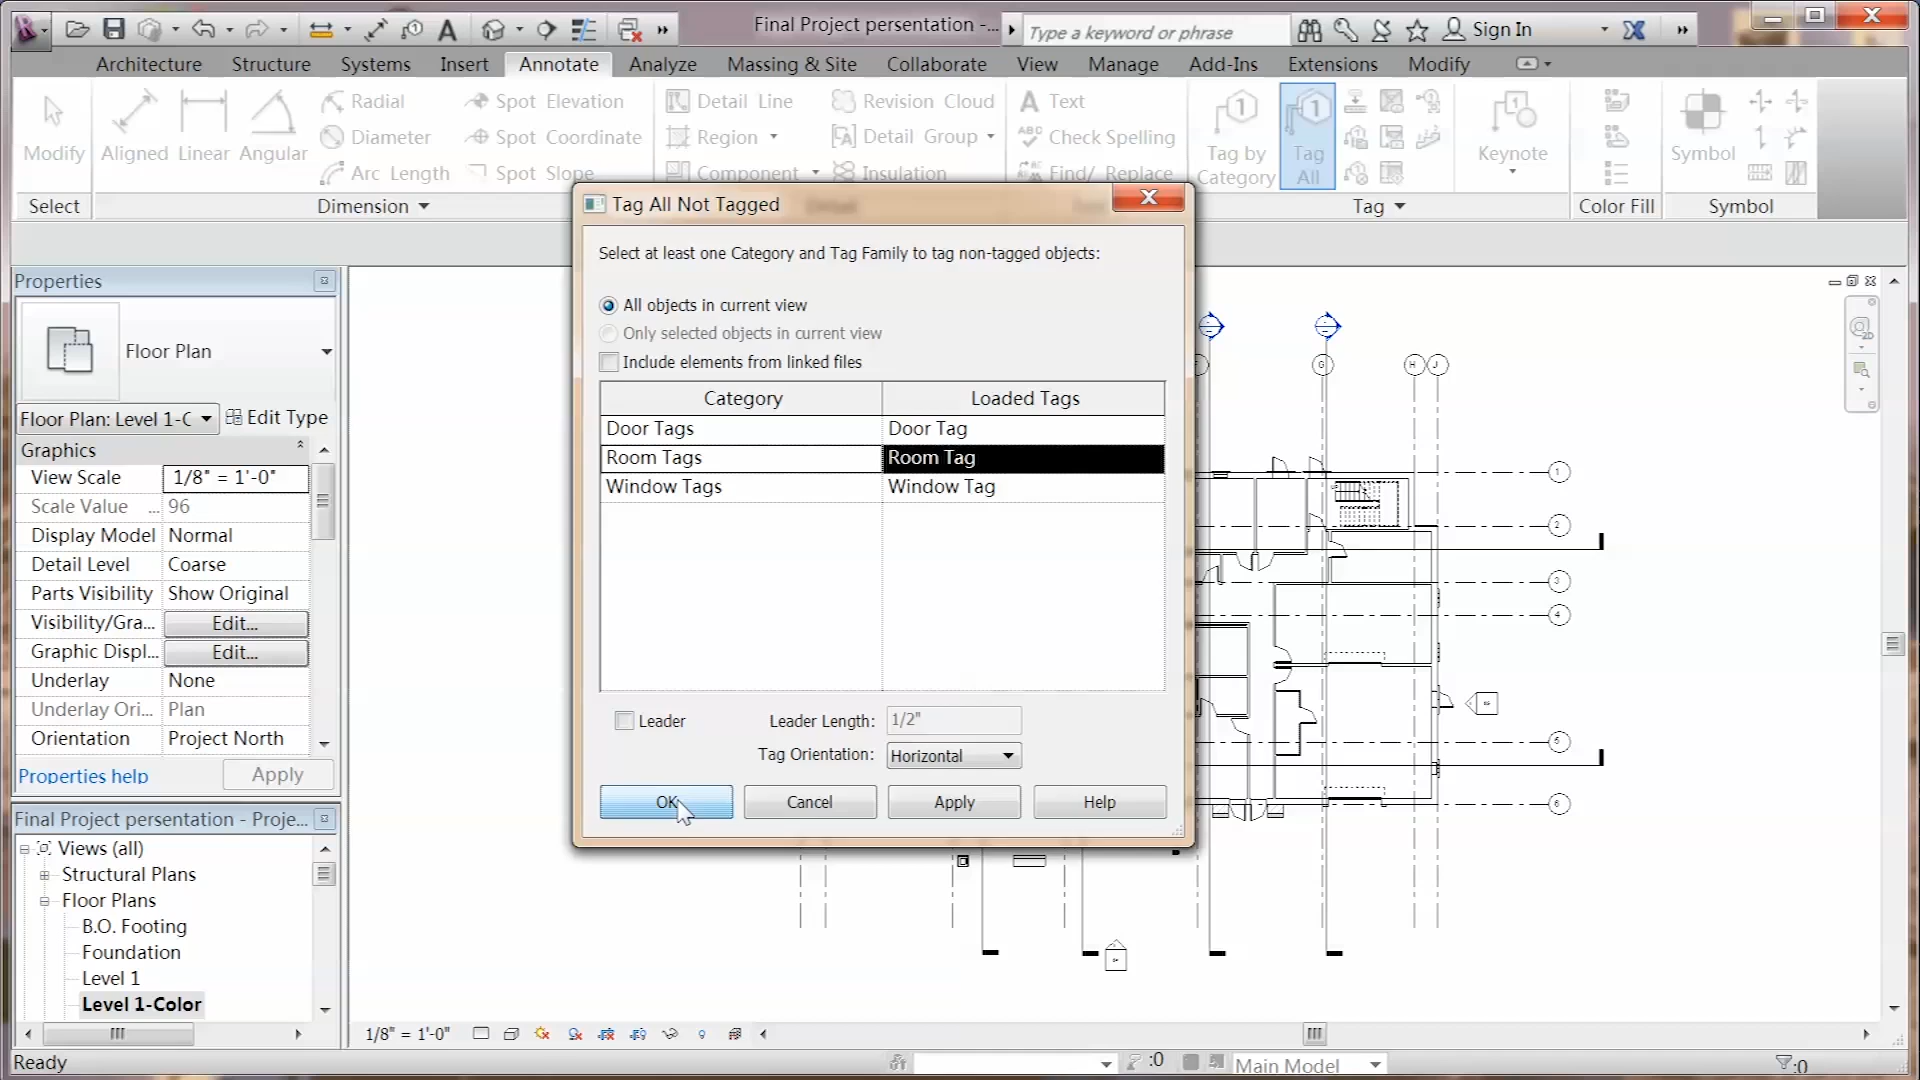 Final Project persentation -...
Type a keyword or phrase
Sign In
Architecture
Structure
Systems
Insert
Annotate
Analyze
Massing & Site
Collaborate
View
Manage
Add-Ins
Extensions
Modify
Modify
Aligned
Linear
Angular
Radial
Diameter
Arc Length
Spot Elevation
Spot Coordinate
Spot Slope
Detail Line
Region
Component
Revision Cloud
Detail Group
Insulation
Text
Check Spelling
Find/ Replace
Tag by
Category
Tag
All
Keynote
Symbol
Select
Dimension
Tag
Color Fill
Symbol
Properties
Floor Plan
Floor Plan: Level 1-C
Edit Type
Graphics
View Scale
1/8" = 1'-0"
Scale Value ...
96
Display Model
Normal
Detail Level
Coarse
Parts Visibility
Show Original
Visibility/Gra...
Edit...
Graphic Displ...
Edit...
Underlay
None
Underlay Ori...
Plan
Orientation
Project North
Properties help
Apply
Final Project persentation - Proje...
Views (all)
Structural Plans
Floor Plans
B.O. Footing
Foundation
Level 1
Level 1-Color
Tag All Not Tagged
Select at least one Category and Tag Family to tag non-tagged objects:
All objects in current view
Only selected objects in current view
Include elements from linked files
Category
Loaded Tags
Door Tags
Door Tag
Room Tags
Room Tag
Window Tags
Window Tag
Leader
Leader Length:
1/2"
Tag Orientation:
Horizontal
OK
Cancel
Apply
Help
G
H
J
1
2
3
4
5
6
1/8" = 1'-0"
Ready
:0
Main Model
:0